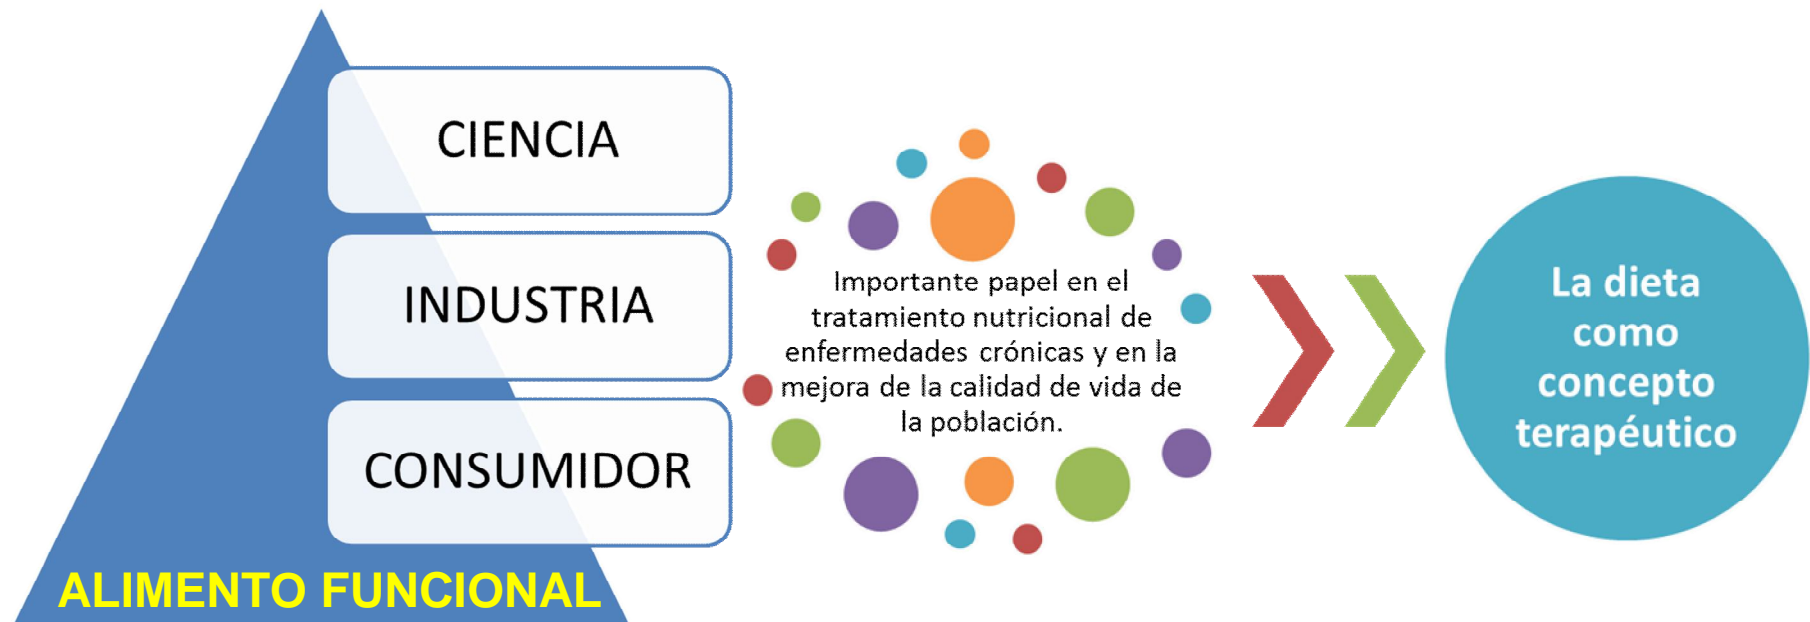 CIENCIA
INDUSTRIA
CONSUMIDOR
ALIMENTO FUNCIONAL
Importante papel en el
tratamiento nutricional de
enfermedades crónicas y en la
mejora de la calidad de vida de
la población.
La dieta
como
concepto
terapéutico